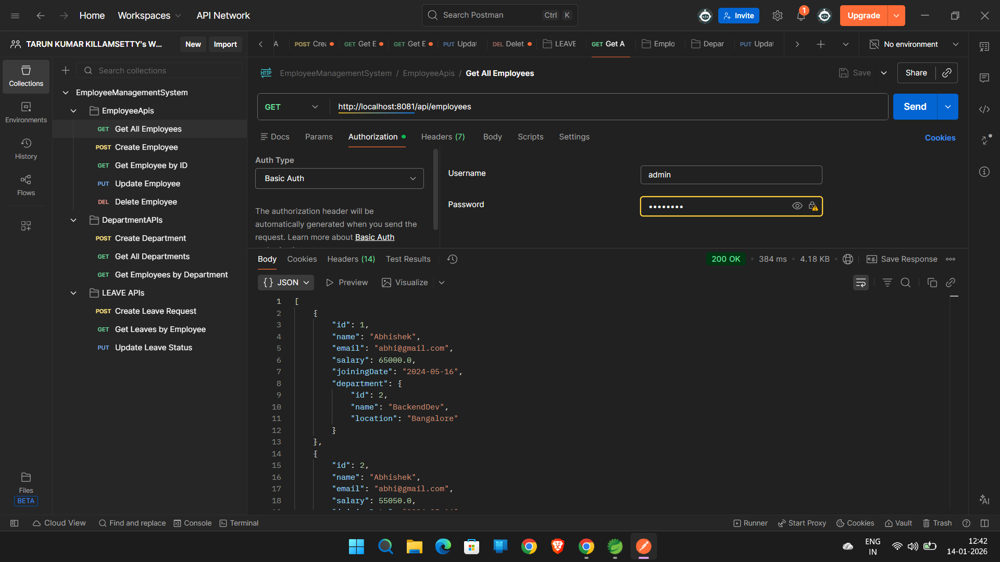 Home Workspaces API Network Search Postman Ctrl K Invite 1 Upgrade
TARUN KUMAR KILLAMSETTY's W... New Import
A POST Crea GET Get E GET Get E PUT Updat DEL Delet LEAVE GET Get A Emplo Depar PUT Updat No environment
Collections
Environments
History
Flows
Files
BETA
Search collections
EmployeeManagementSystem
EmployeeApis
GET Get All Employees
POST Create Employee
GET Get Employee by ID
PUT Update Employee
DEL Delete Employee
DepartmentAPIs
POST Create Department
GET Get All Departments
GET Get Employees by Department
LEAVE APIs
POST Create Leave Request
GET Get Leaves by Employee
PUT Update Leave Status
HTTP EmployeeManagementSystem / EmployeeApis / Get All Employees Save Share
GET http://localhost:8081/api/employees Send
Docs Params Authorization Headers (7) Body Scripts Settings Cookies
Auth Type
Basic Auth
The authorization header will be
automatically generated when you send the
request. Learn more about Basic Auth
Username admin
Password ••••••••
Body Cookies Headers (14) Test Results 200 OK • 384 ms • 4.18 KB e.g. Save Response
{} JSON Preview Visualize
1 [
2 {
3 "id": 1,
4 "name": "Abhishek",
5 "email": "abhi@gmail.com",
6 "salary": 65000.0,
7 "joiningDate": "2024-05-16",
8 "department": {
9 "id": 2,
10 "name": "BackendDev",
11 "location": "Bangalore"
12 }
13 },
14 {
15 "id": 2,
16 "name": "Abhishek",
17 "email": "abhi@gmail.com",
18 "salary": 55050.0,
Cloud View Find and replace Console Terminal Runner Start Proxy Cookies Vault Trash
ENG
IN
12:42
14-01-2026